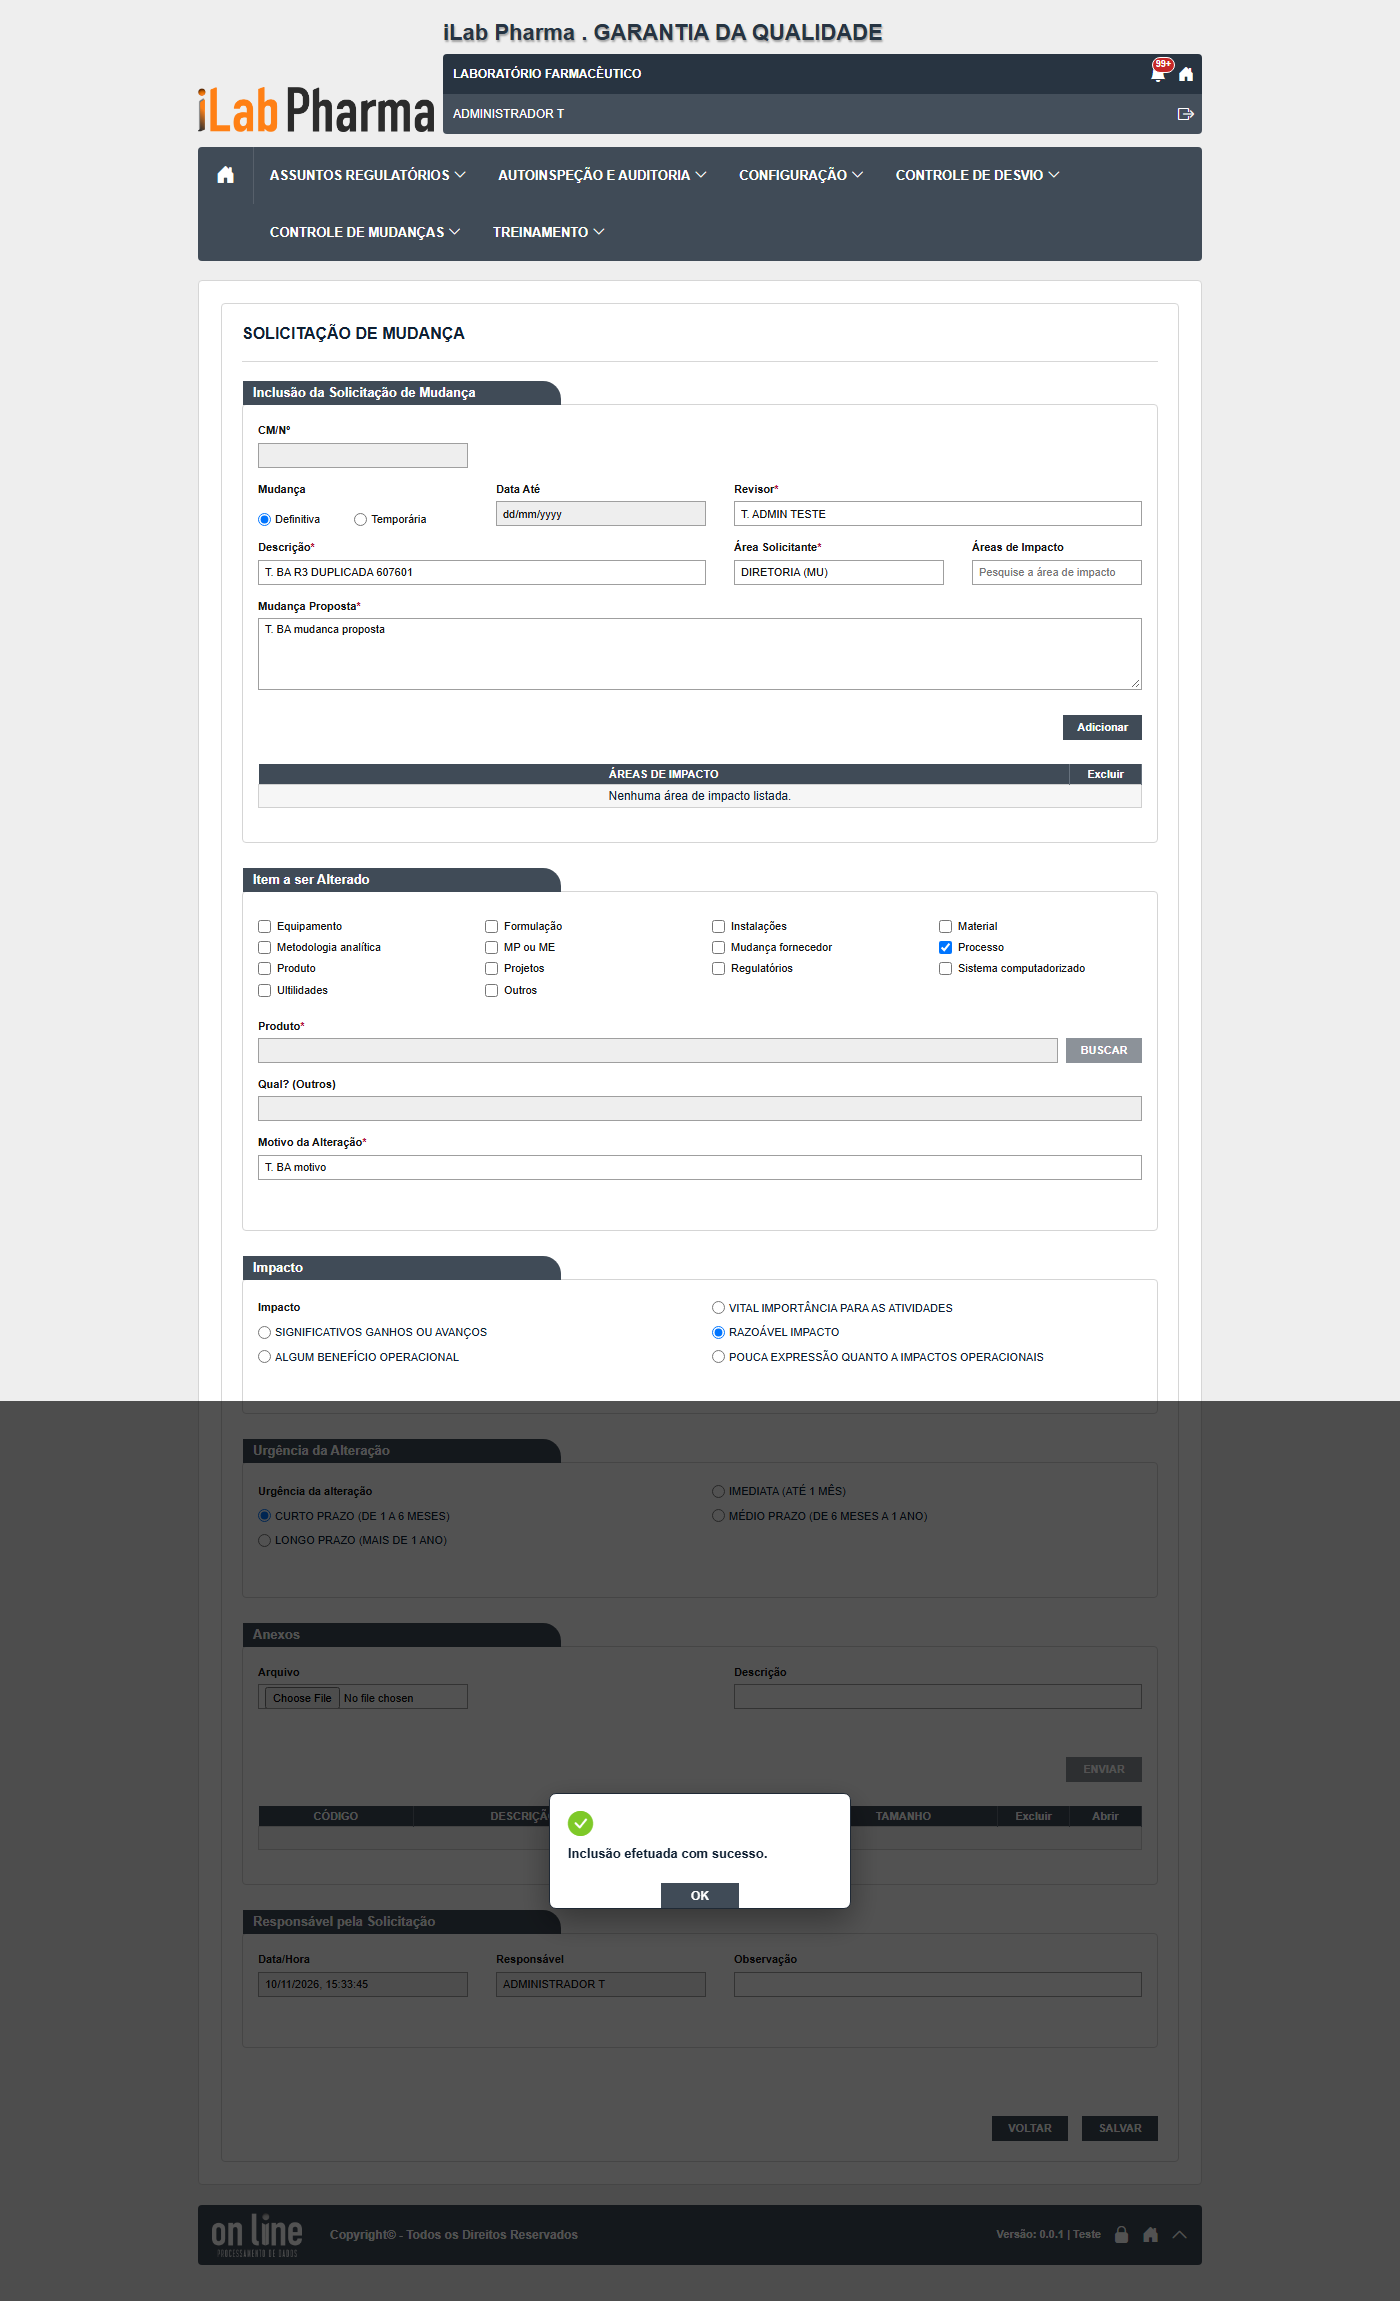 iLab Pharma . GARANTIA DA QUALIDADE
LABORATÓRIO FARMACÊUTICO
99+
iLab Pharma
ADMINISTRADOR T
ASSUNTOS REGULATÓRIOS
AUTOINSPEÇÃO E AUDITORIA
CONFIGURAÇÃO
CONTROLE DE DESVIO
CONTROLE DE MUDANÇAS
TREINAMENTO
SOLICITAÇÃO DE MUDANÇA
Inclusão da Solicitação de Mudança
CM/Nº
Mudança
Data Até
Revisor*
Definitiva
Temporária
dd/mm/yyyy
T. ADMIN TESTE
Descrição*
Área Solicitante*
Áreas de Impacto
T. BA R3 DUPLICADA 607601
DIRETORIA (MU)
Pesquise a área de impacto
Mudança Proposta*
T. BA mudanca proposta
Adicionar
ÁREAS DE IMPACTO
Excluir
Nenhuma área de impacto listada.
Item a ser Alterado
Equipamento
Formulação
Instalações
Material
Metodologia analítica
MP ou ME
Mudança fornecedor
Processo
Produto
Projetos
Regulatórios
Sistema computadorizado
Ultilidades
Outros
Produto*
BUSCAR
Qual? (Outros)
Motivo da Alteração*
T. BA motivo
Impacto
Impacto
VITAL IMPORTÂNCIA PARA AS ATIVIDADES
SIGNIFICATIVOS GANHOS OU AVANÇOS
RAZOÁVEL IMPACTO
ALGUM BENEFÍCIO OPERACIONAL
POUCA EXPRESSÃO QUANTO A IMPACTOS OPERACIONAIS
Urgência da Alteração
Urgência da alteração
IMEDIATA (ATÉ 1 MÊS)
CURTO PRAZO (DE 1 A 6 MESES)
MÉDIO PRAZO (DE 6 MESES A 1 ANO)
LONGO PRAZO (MAIS DE 1 ANO)
Anexos
Arquivo
Descrição
Choose File
No file chosen
ENVIAR
CÓDIGO
DESCRIÇÃO
TAMANHO
Excluir
Abrir
Inclusão efetuada com sucesso.
OK
Responsável pela Solicitação
Data/Hora
Responsável
Observação
10/11/2026, 15:33:45
ADMINISTRADOR T
VOLTAR
SALVAR
on line
PROCESSAMENTO DE DADOS
Copyright© - Todos os Direitos Reservados
Versão: 0.0.1 | Teste